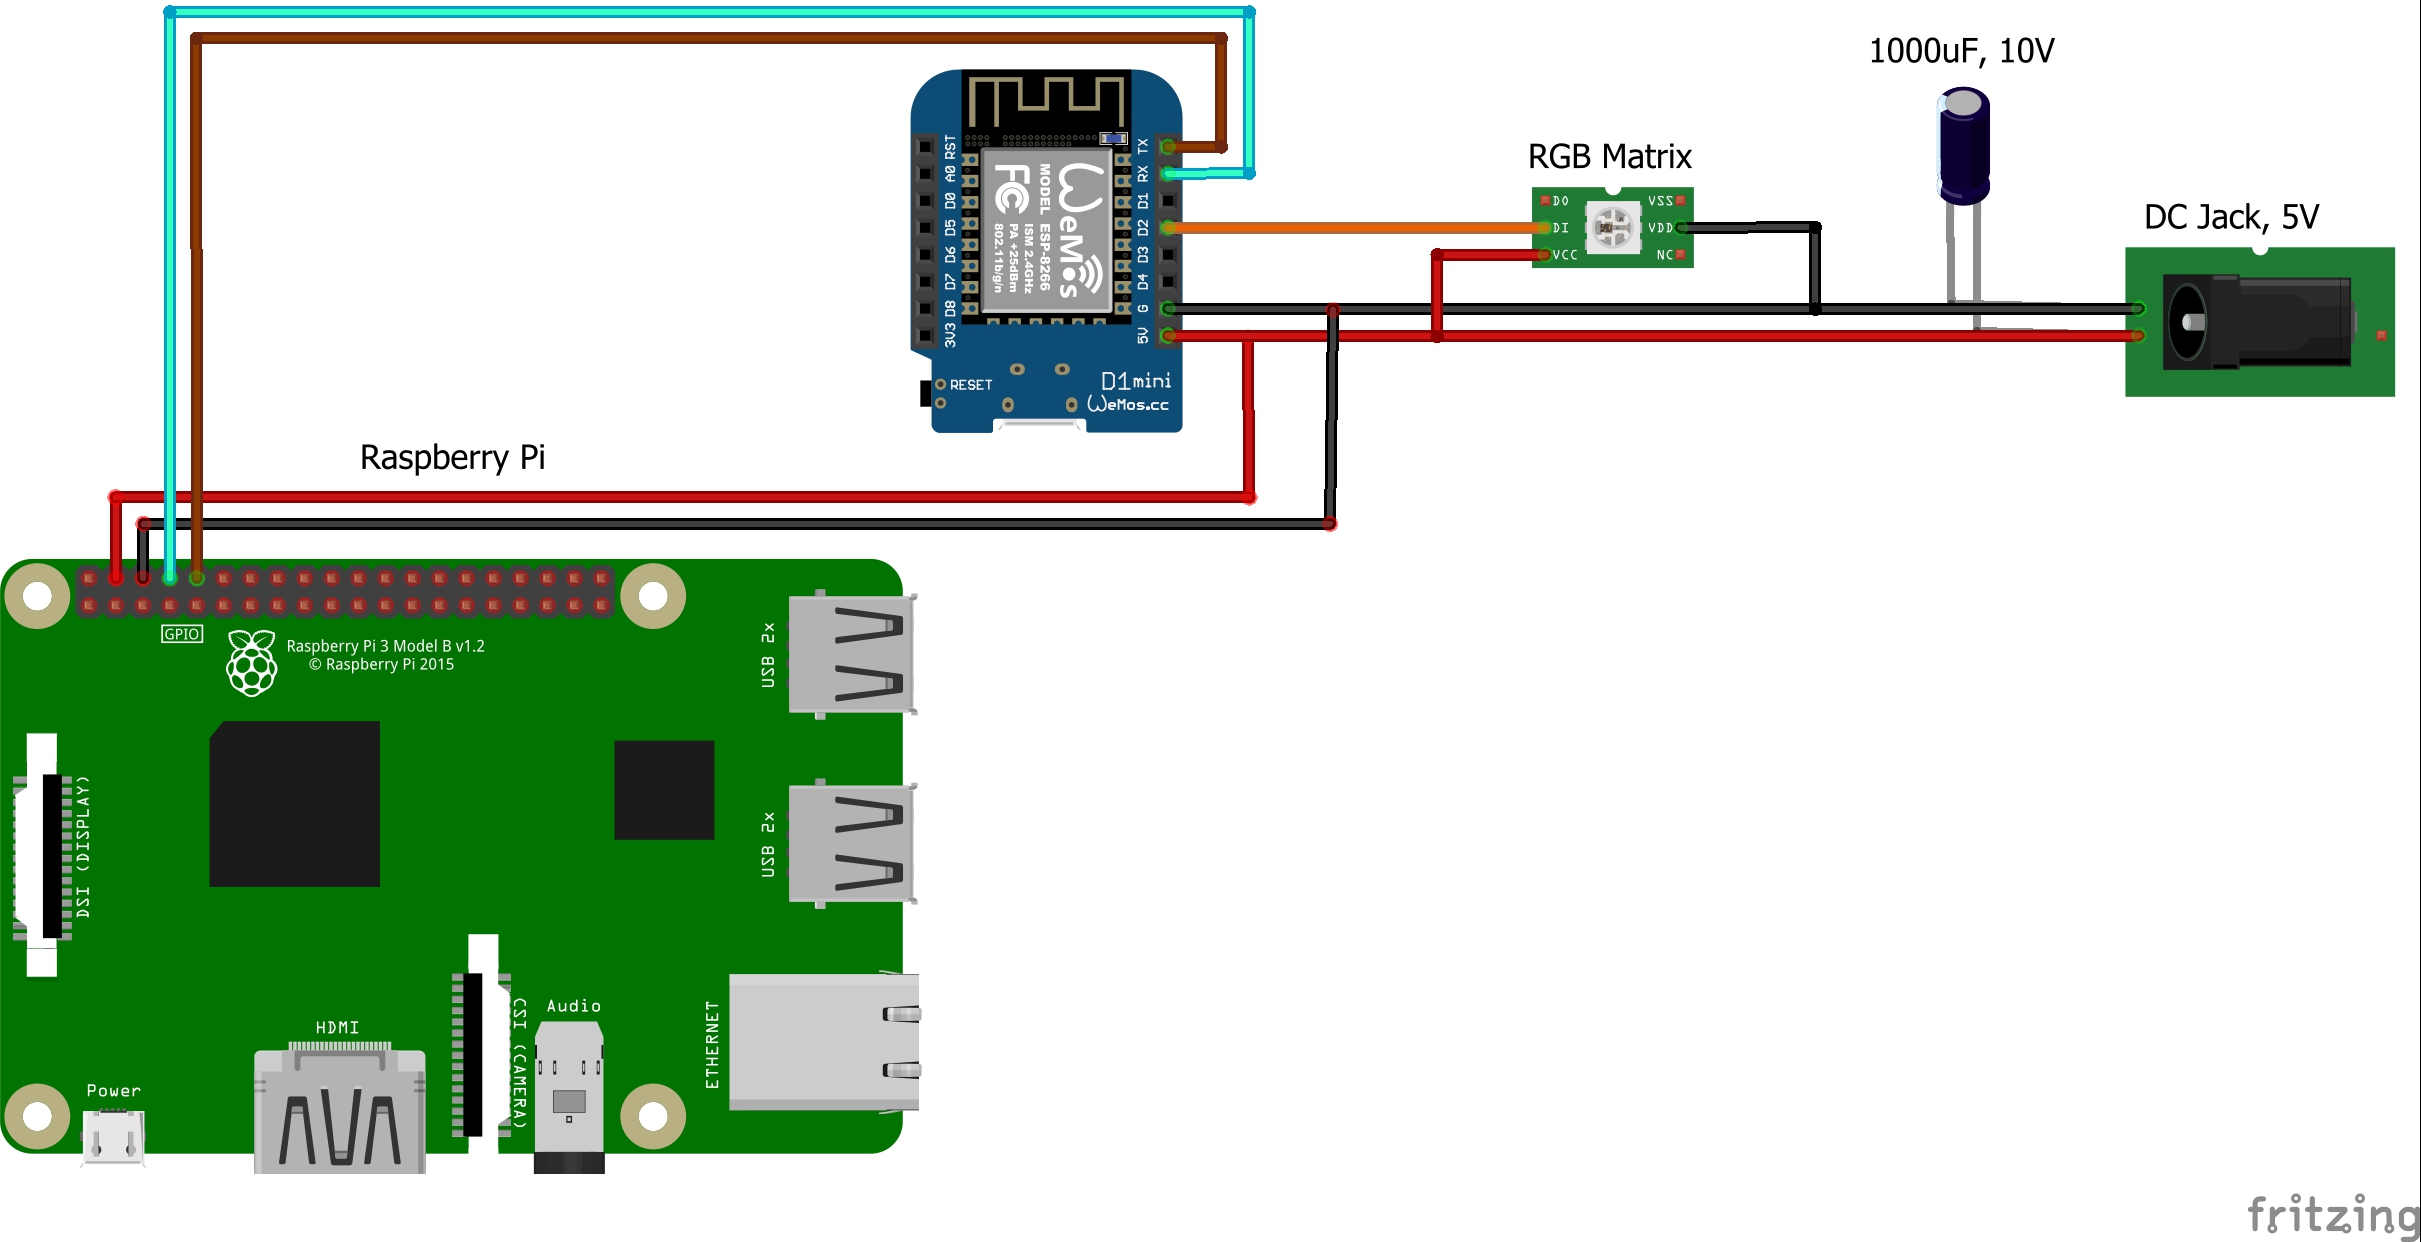 1000uF, 10V
RGB Matrix
DC Jack, 5V
Raspberry Pi
RST
A0
D0
D5
D6
D7
D8
3V3
TX
RX
D1
D2
D3
D4
G
5V
WeMos
MODEL ESP-8266
ISM 2.4GHz
PA +25dBm
802.11b/g/n
FC
RESET
D1mini
WeMos.cc
DO
DI
VCC
VSS
VDD
NC
GPIO
Raspberry Pi 3 Model B v1.2
© Raspberry Pi 2015
USB 2x
USB 2x
DSI (DISPLAY)
CSI (CAMERA)
Audio
HDMI
ETHERNET
Power
fritzing